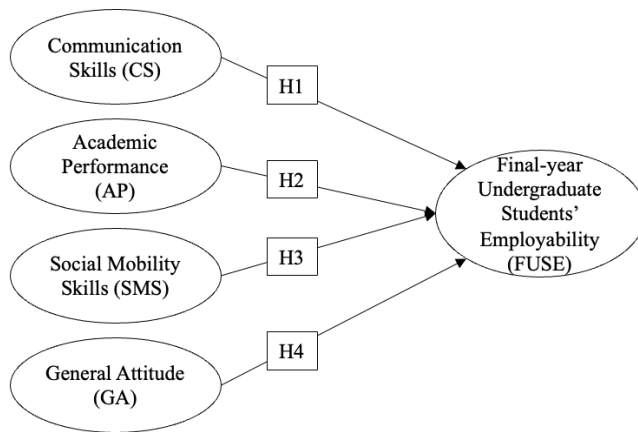 Communication
Skills (CS)
H1
Academic
Performance
(AP)
H2
Final-year
Undergraduate
Students’
Employability
(FUSE)
Social Mobility
Skills (SMS)
H3
General Attitude
(GA)
H4